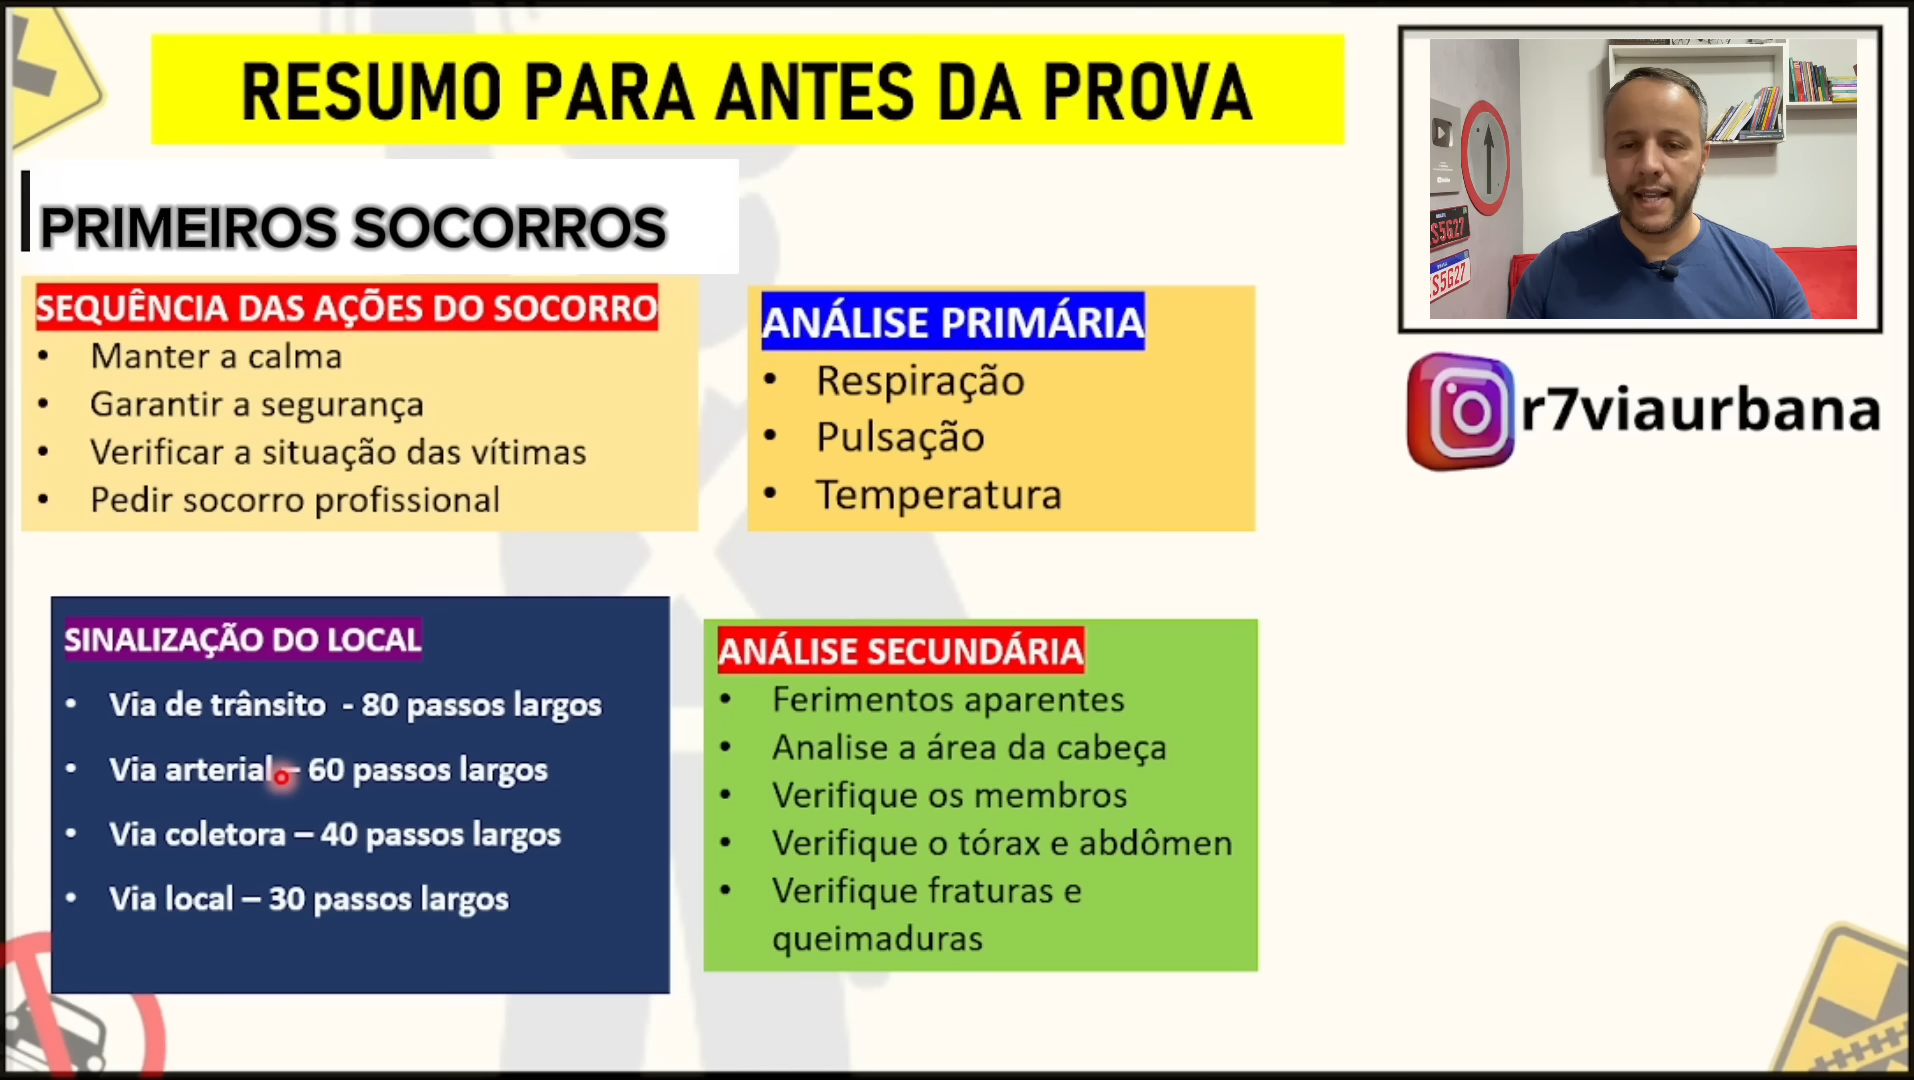 RESUMO PARA ANTES DA PROVA
PRIMEIROS SOCORROS
SEQUÊNCIA DAS AÇÕES DO SOCORRO
• Manter a calma
• Garantir a segurança
• Verificar a situação das vítimas
• Pedir socorro profissional
ANÁLISE PRIMÁRIA
• Respiração
• Pulsação
• Temperatura
SINALIZAÇÃO DO LOCAL
• Via de trânsito - 80 passos largos
• Via arterial – 60 passos largos
• Via coletora – 40 passos largos
• Via local – 30 passos largos
ANÁLISE SECUNDÁRIA
• Ferimentos aparentes
• Analise a área da cabeça
• Verifique os membros
• Verifique o tórax e abdômen
• Verifique fraturas e
queimaduras
S5G27
S5G27
r7viaurbana